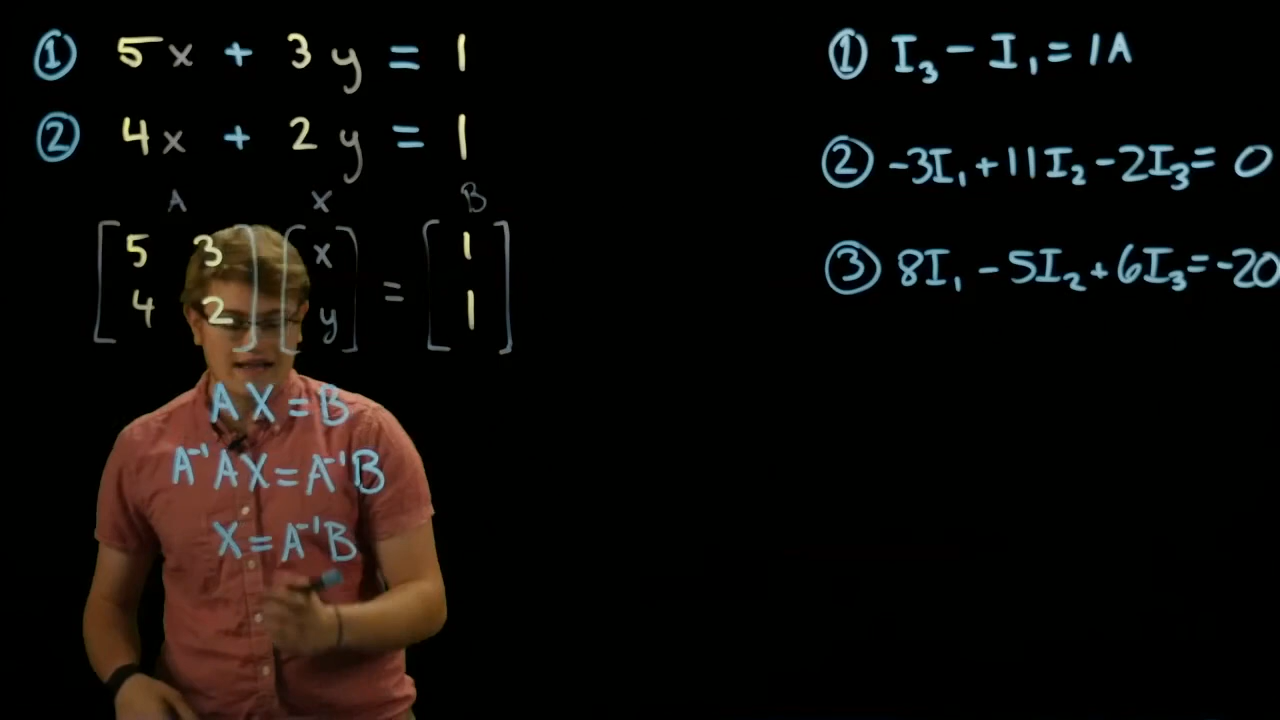 ① 5x + 3y = 1
② 4x + 2y = 1
A X B
[5 3] [x] = [1]
[4 2] [y] [1]
AX = B
A⁻¹AX = A⁻¹B
X = A⁻¹B
① I₃ - I₁ = 1A
② -3I₁ + 11I₂ - 2I₃ = 0
③ 8I₁ - 5I₂ + 6I₃ = -20